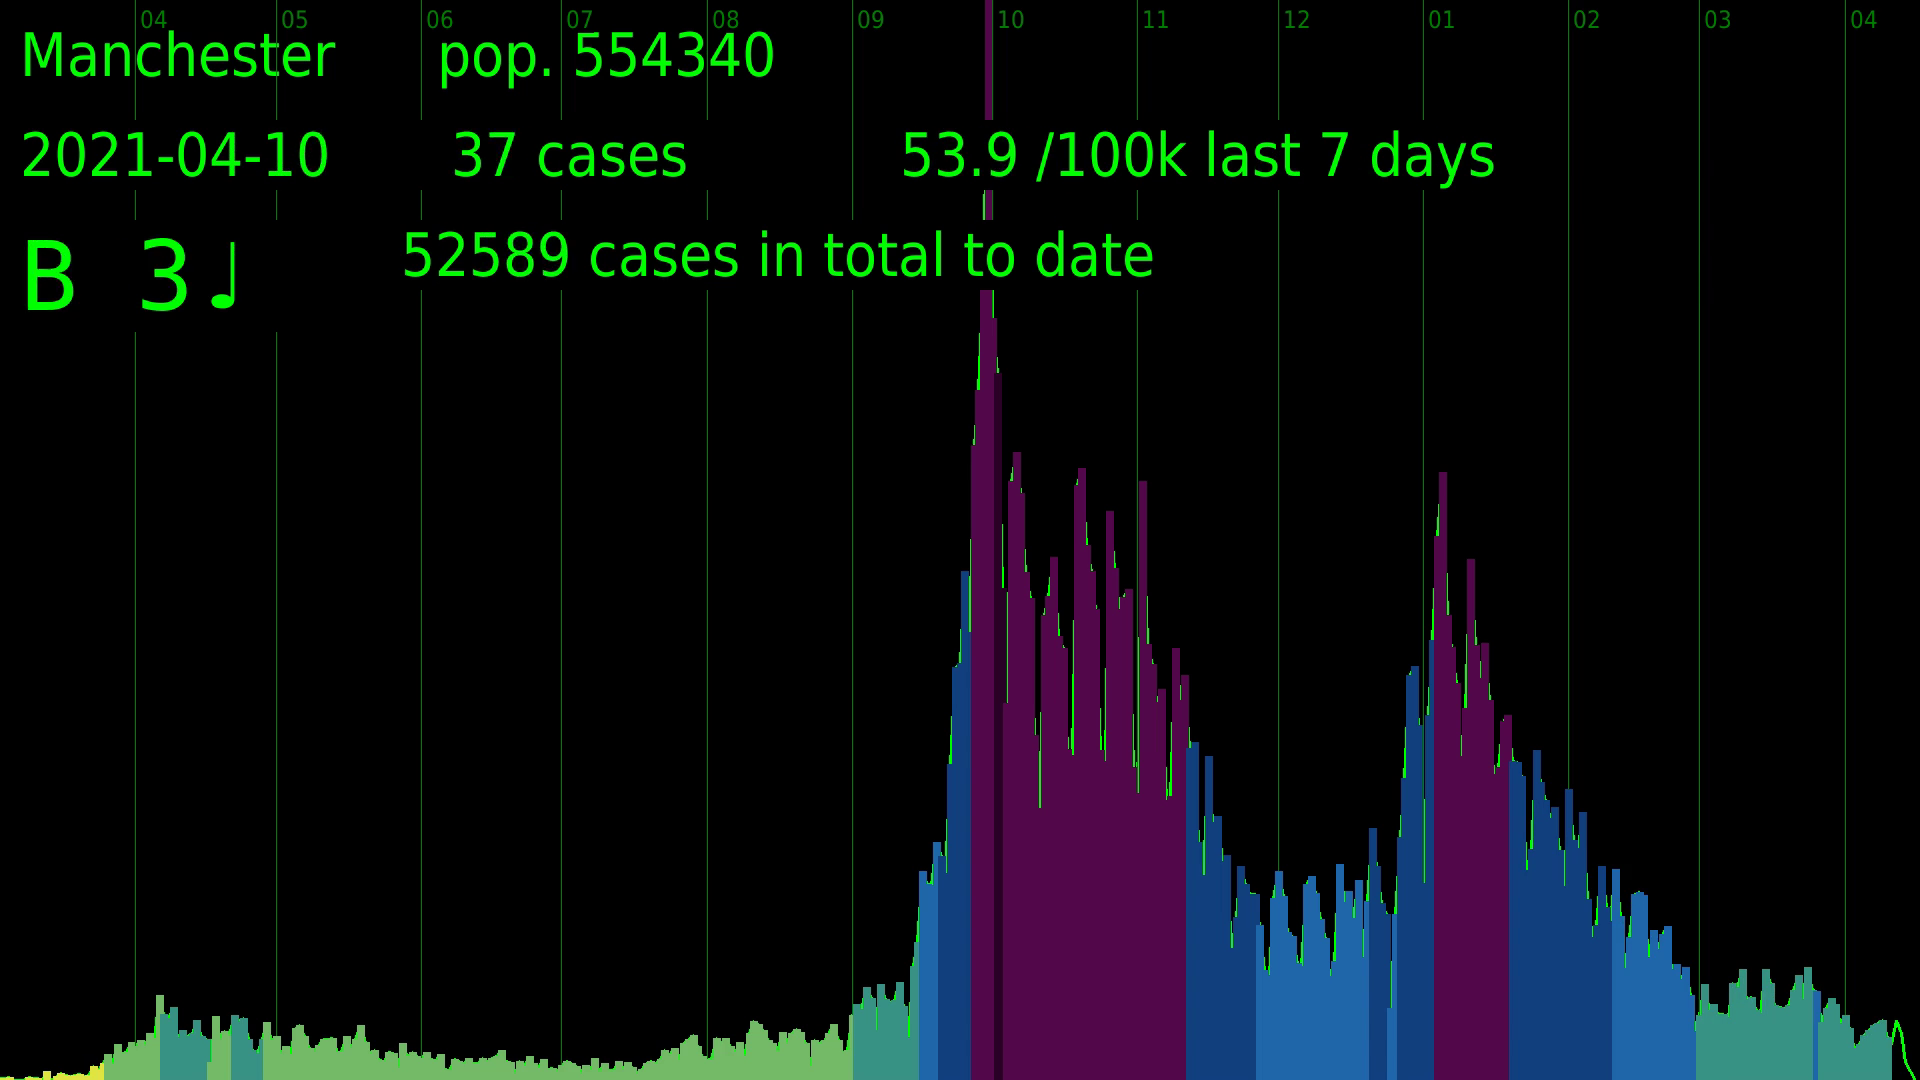 04 05 06 07 08 09 10 11 12 01 02 03 04
Manchester pop. 554340
2021-04-10 37 cases 53.9 /100k last 7 days
B 3♩ 52589 cases in total to date